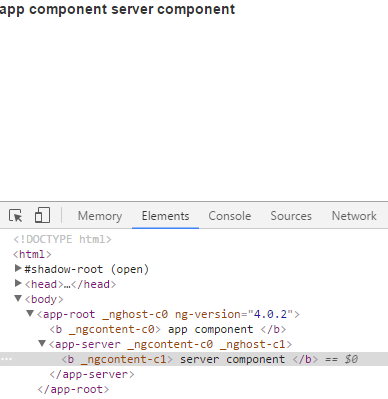 app component server component
Memory Elements Console Sources Network
<!DOCTYPE html>
<html>
▶#shadow-root (open)
▶<head>…</head>
▼<body>
▼<app-root _nghost-c0 ng-version="4.0.2">
<b _ngcontent-c0> app component </b>
▼<app-server _ngcontent-c0 _nghost-c1>
… <b _ngcontent-c1> server component </b> == $0
</app-server>
</app-root>